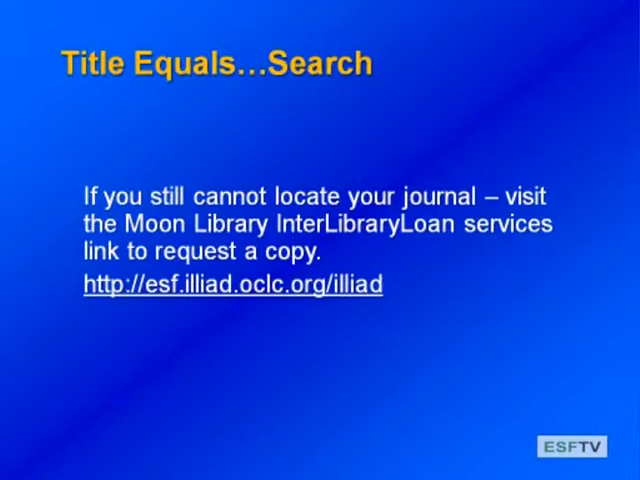 Title Equals…Search
If you still cannot locate your journal – visit
the Moon Library InterLibraryLoan services
link to request a copy.
http://esf.illiad.oclc.org/illiad
ESFTV